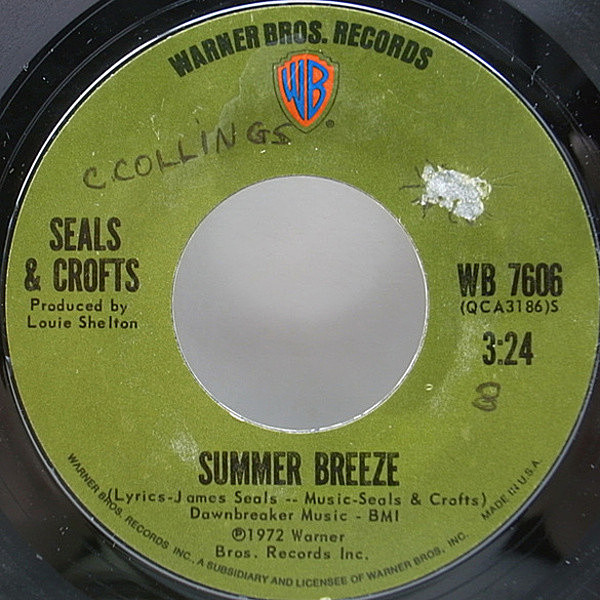 WARNER BROS. RECORDS
WB
C. COLLINGS
SEALS
& CROFTS
Produced by
Louie Shelton
WB 7606
(QCA3186)S
3:24
8
SUMMER BREEZE
(Lyrics-James Seals -- Music-Seals & Crofts)
Dawnbreaker Music - BMI
℗1972 Warner
Bros. Records Inc.
WARNER BROS. RECORDS INC., A SUBSIDIARY AND LICENSEE OF WARNER BROS. INC.
MADE IN U.S.A.